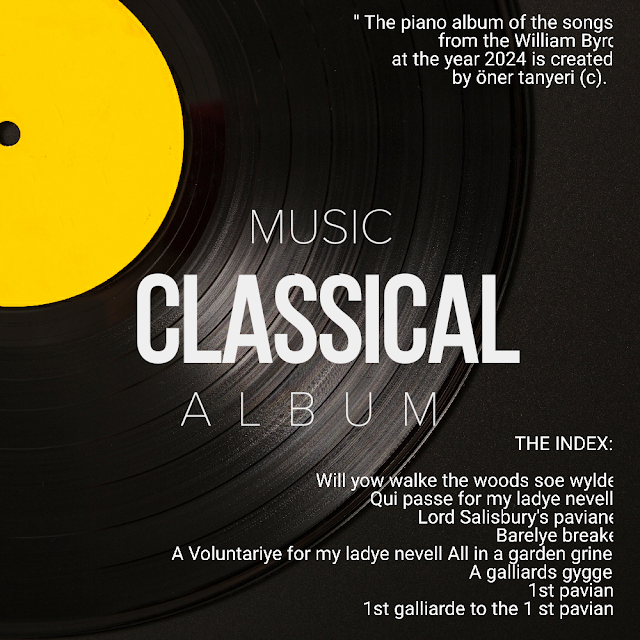 " The piano album of the songs
from the William Byrd
at the year 2024 is created
by öner tanyeri (c).
MUSIC
CLASSICAL
ALBUM
THE INDEX:
Will yow walke the woods soe wylde
Qui passe for my ladye nevell
Lord Salisbury's paviane
Barelye breake
A Voluntariye for my ladye nevell All in a garden grine
A galliards gygge
1st pavian
1st galliarde to the 1 st pavian